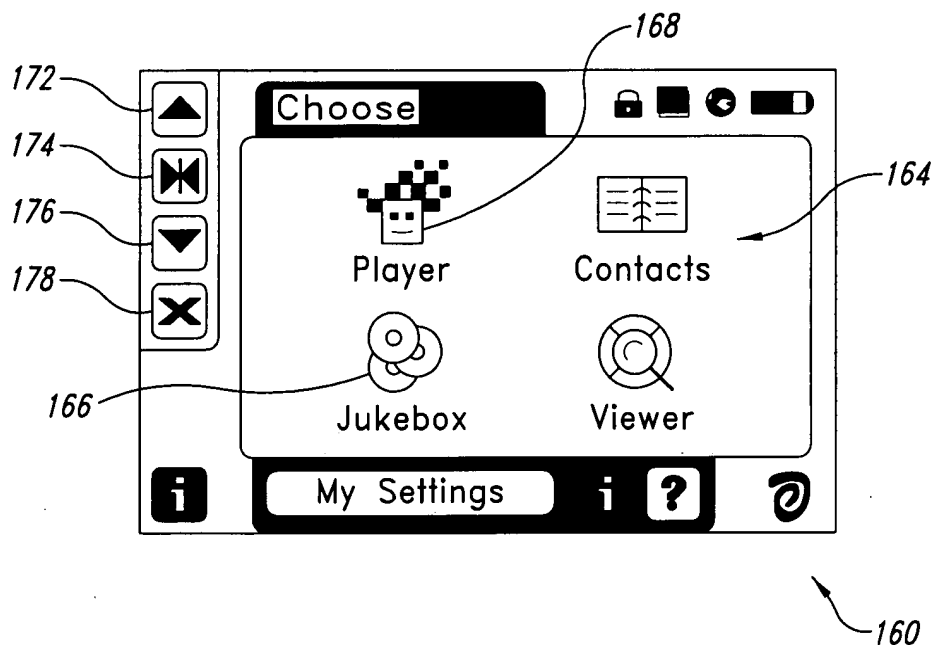 168
172
Choose
174
164
176
Player
Contacts
178
166
Jukebox
Viewer
i
My Settings
i
?
160